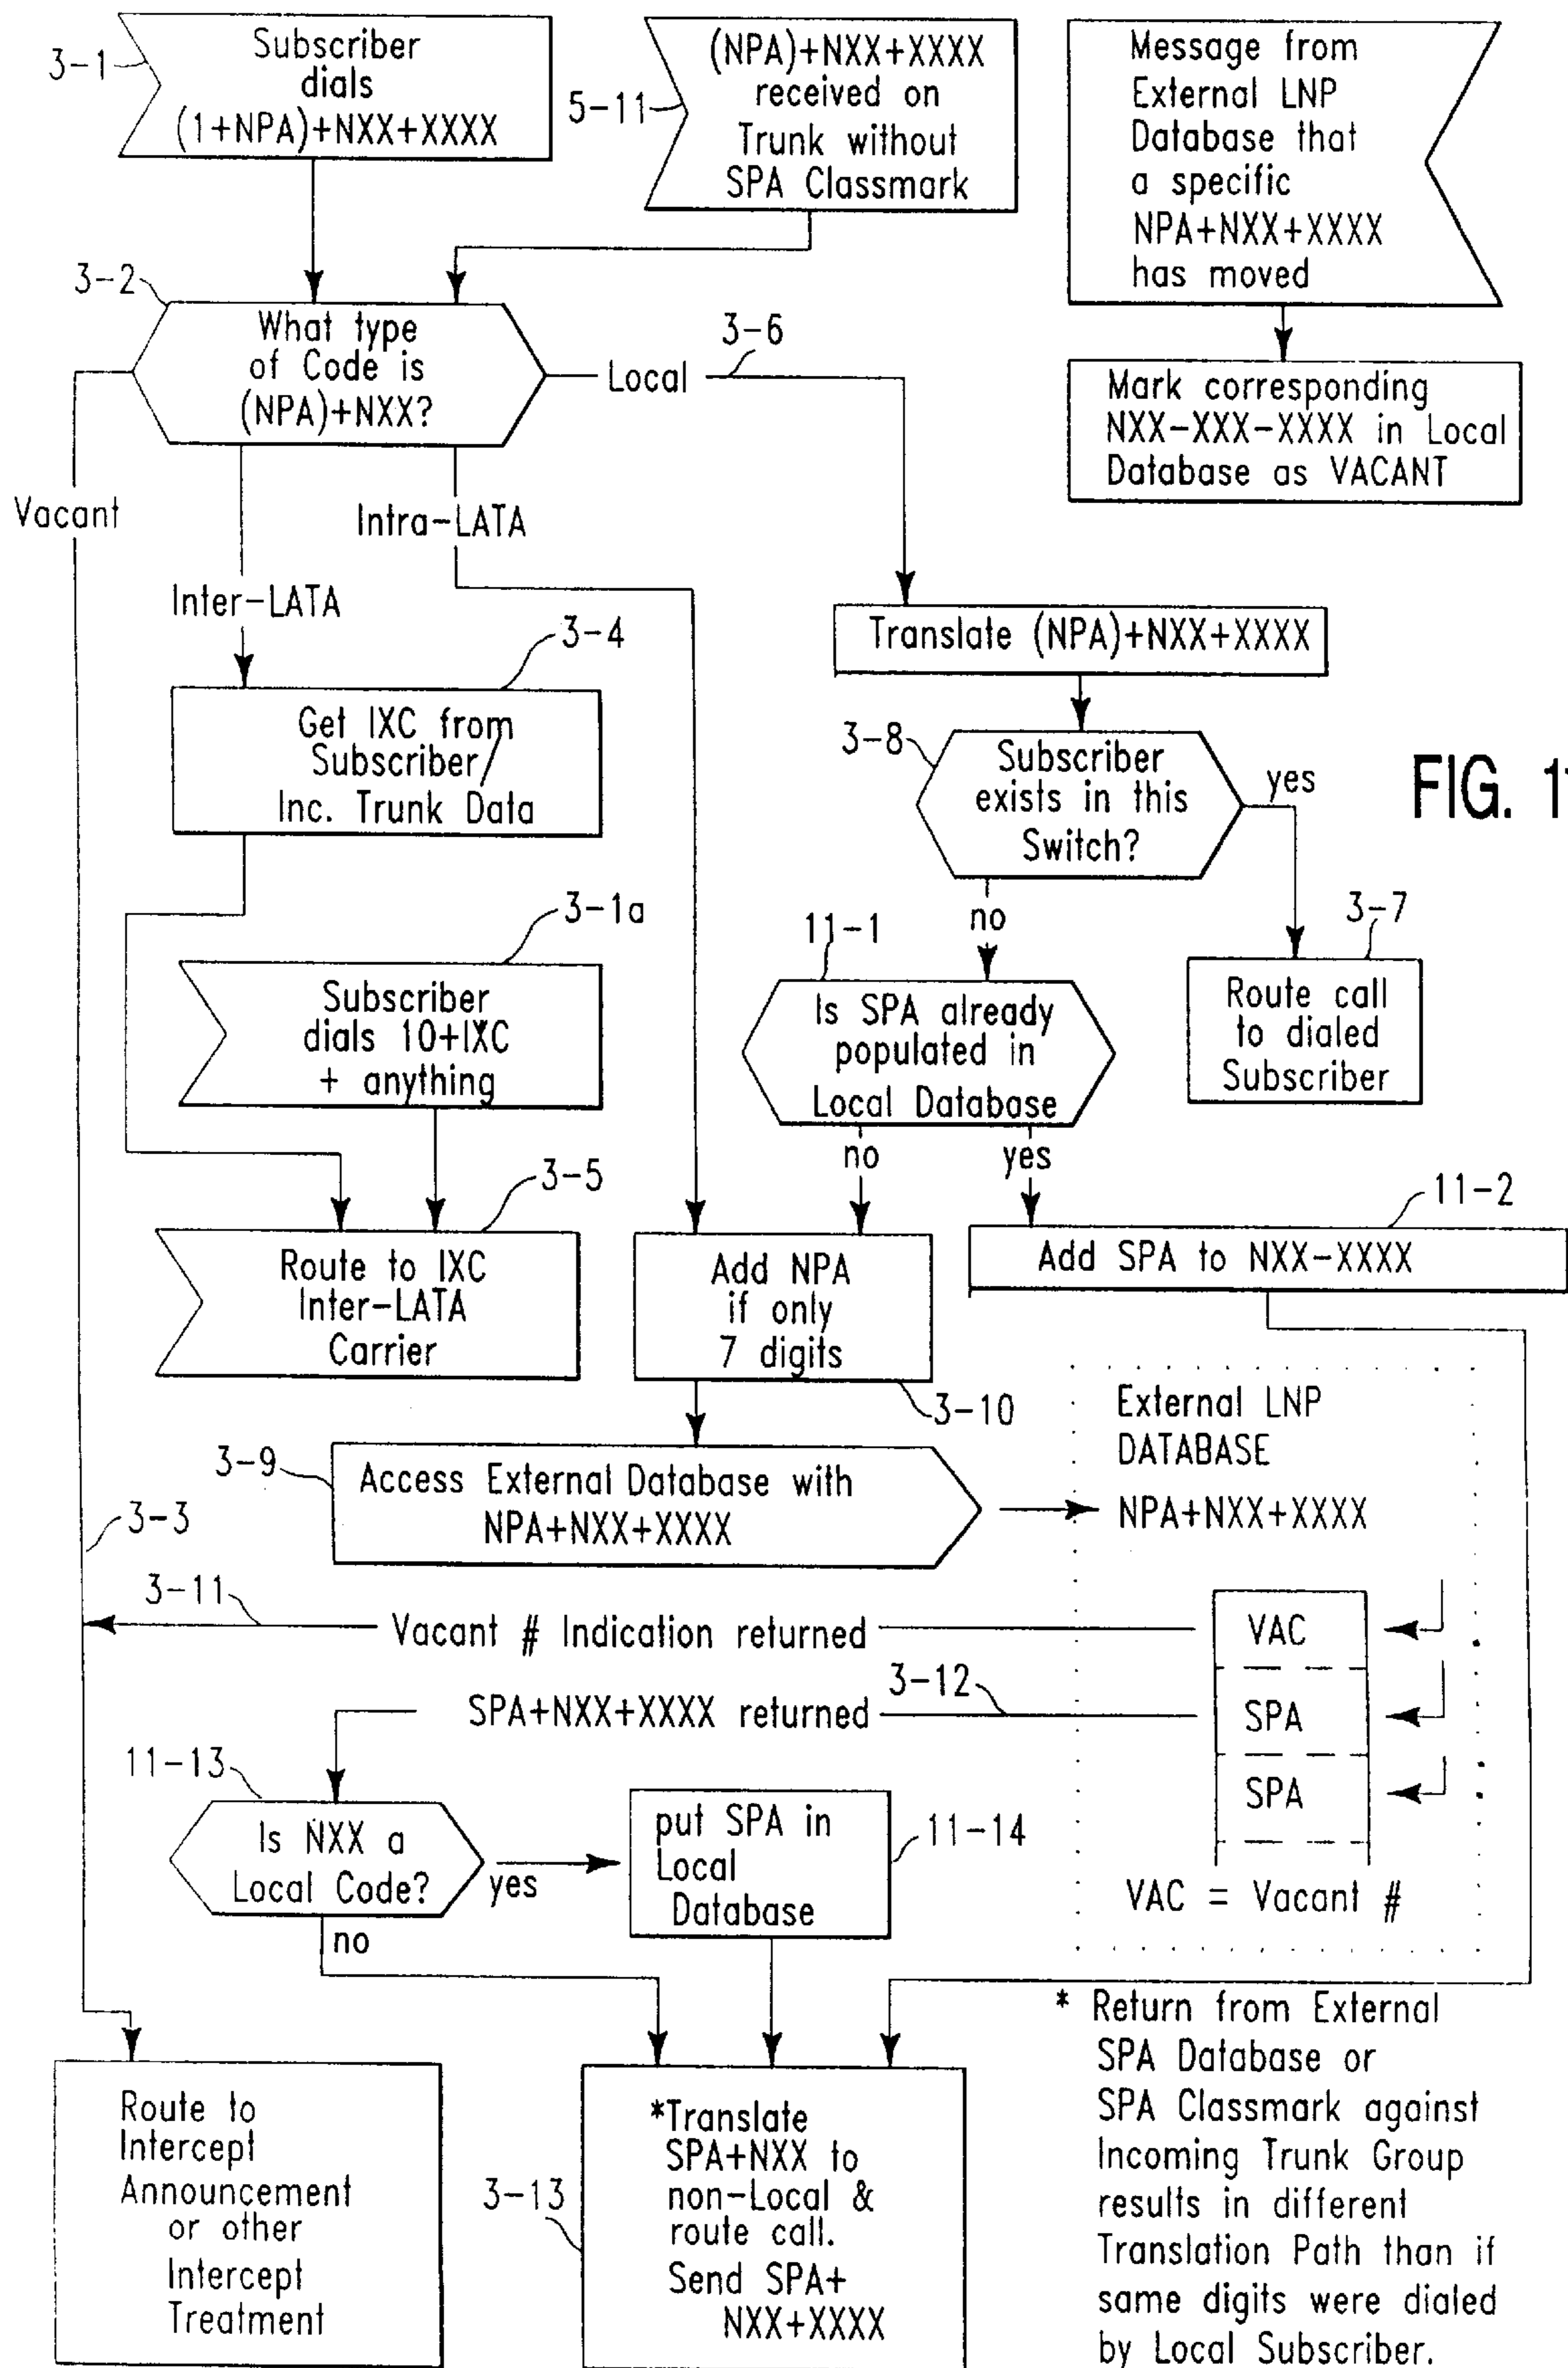 3-1
Subscriber
dials
(1+NPA)+NXX+XXXX
5-11
(NPA)+NXX+XXXX
received on
Trunk without
SPA Classmark
Message from
External LNP
Database that
a specific
NPA+NXX+XXXX
has moved
3-2
What type
of Code is
(NPA)+NXX?
Local
3-6
Mark corresponding
NXX-XXX-XXXX in Local
Database as VACANT
Vacant
Intra-LATA
Inter-LATA
3-4
Translate (NPA)+NXX+XXXX
Get IXC from
Subscriber/
Inc. Trunk Data
3-8
Subscriber
exists in this
Switch?
yes
FIG. 11
no
3-1a
11-1
3-7
Subscriber
dials 10+IXC
+ anything
Is SPA already
populated in
Local Database
Route call
to dialed
Subscriber
no
yes
3-5
11-2
Route to IXC
Inter-LATA
Carrier
Add NPA
if only
7 digits
Add SPA to NXX-XXXX
3-10
External LNP
DATABASE
3-9
Access External Database with
NPA+NXX+XXXX
NPA+NXX+XXXX
3-3
3-11
Vacant # Indication returned
VAC
3-12
SPA+NXX+XXXX returned
SPA
SPA
11-13
Is NXX a
Local Code?
yes
put SPA in
Local
Database
11-14
VAC = Vacant #
no
Route to
Intercept
Announcement
or other
Intercept
Treatment
3-13
*Translate
SPA+NXX to
non-Local &
route call.
Send SPA+
NXX+XXXX
* Return from External
SPA Database or
SPA Classmark against
Incoming Trunk Group
results in different
Translation Path than if
same digits were dialed
by Local Subscriber.